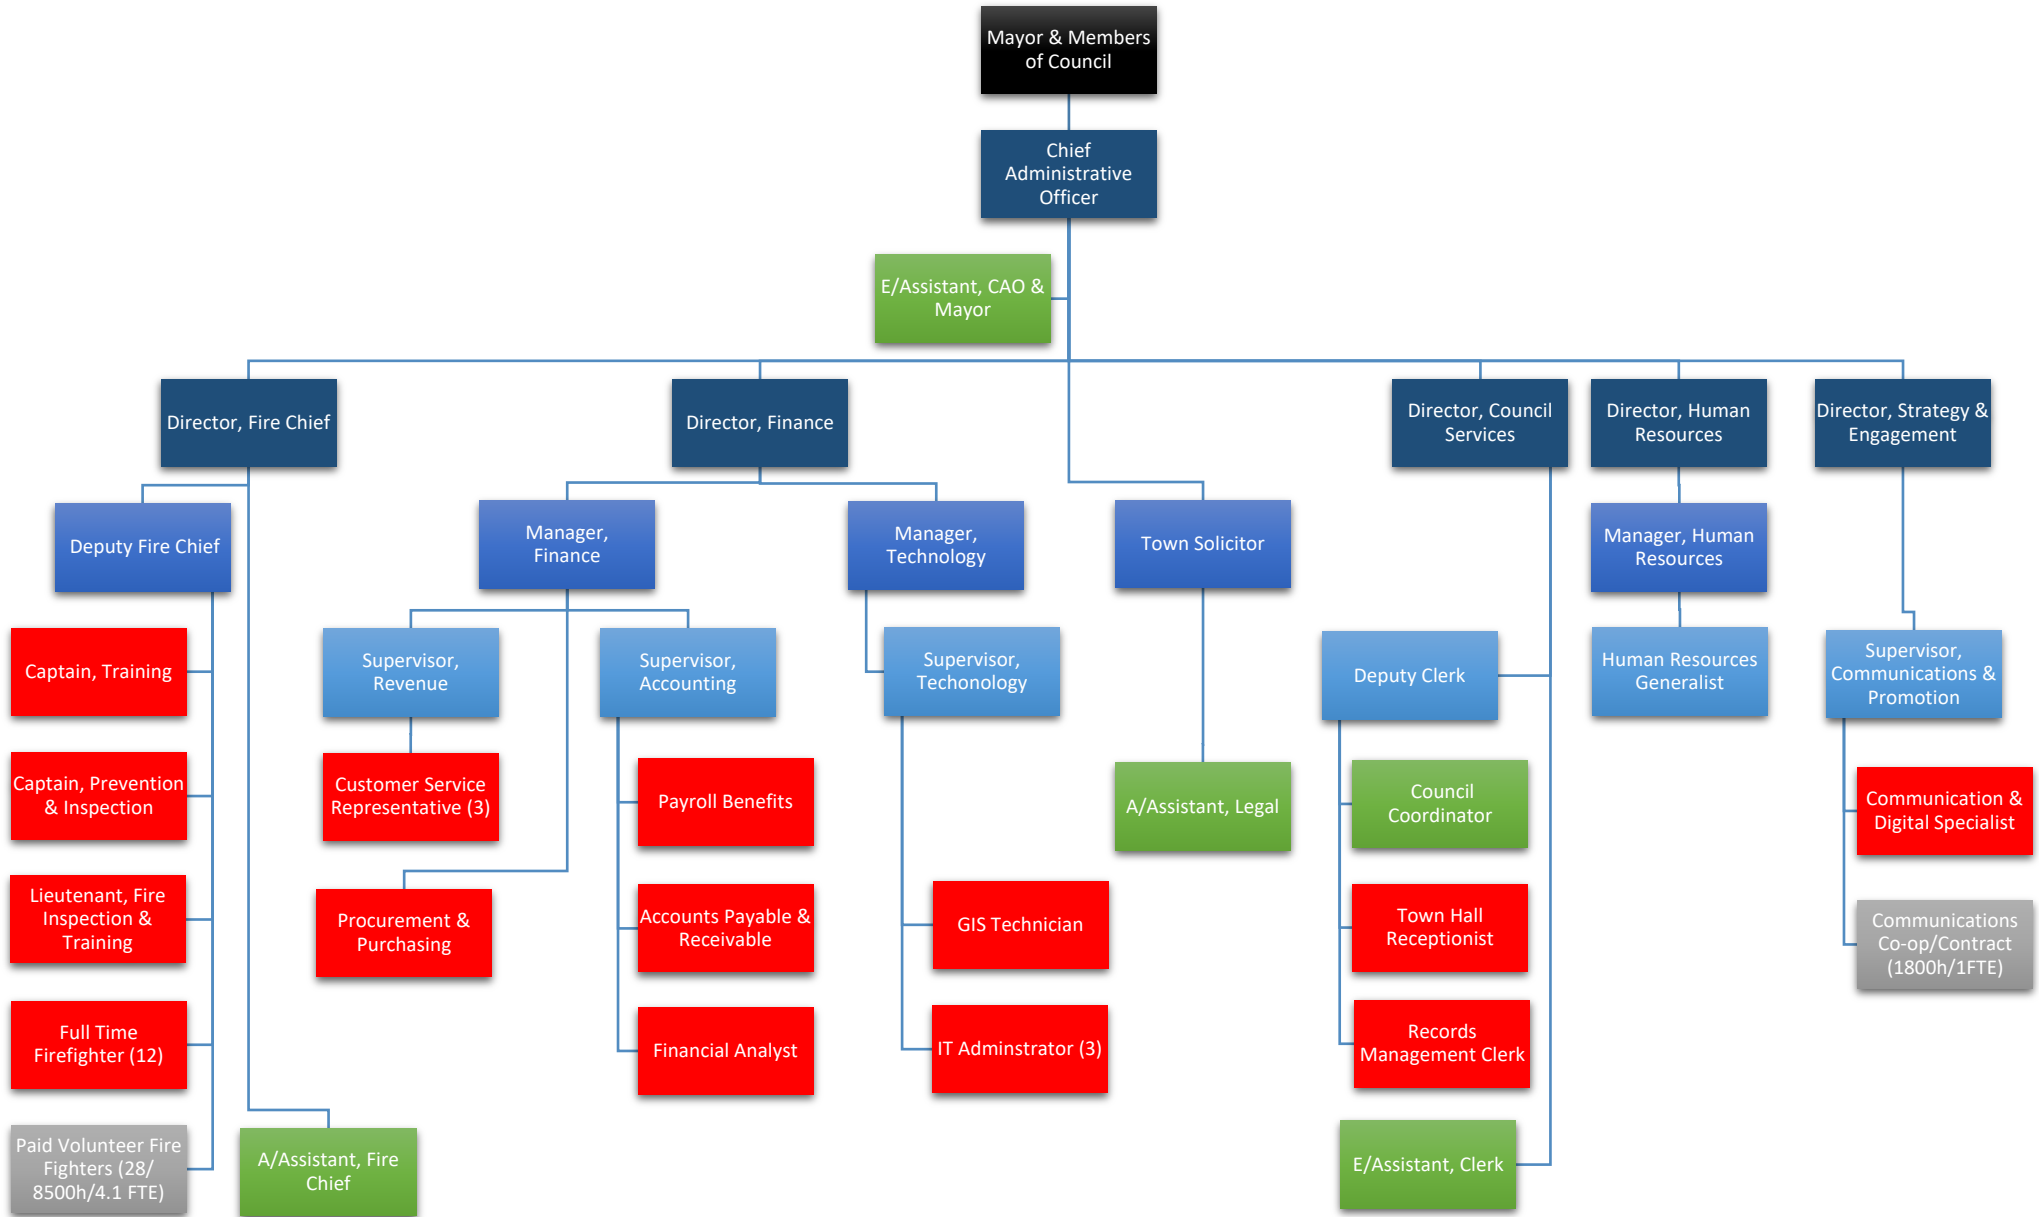 Mayor & Members
of Council
Chief
Administrative
Officer
E/Assistant, CAO &
Mayor
Director, Fire Chief
Director, Finance
Director, Council
Services
Director, Human
Resources
Director, Strategy &
Engagement
Deputy Fire Chief
Manager,
Finance
Manager,
Technology
Town Solicitor
Manager, Human
Resources
Captain, Training
Supervisor,
Revenue
Supervisor,
Accounting
Supervisor,
Techonology
Deputy Clerk
Human Resources
Generalist
Supervisor,
Communications &
Promotion
Captain, Prevention
& Inspection
Customer Service
Representative (3)
Payroll Benefits
A/Assistant, Legal
Council
Coordinator
Communication &
Digital Specialist
Lieutenant, Fire
Inspection &
Training
Procurement &
Purchasing
Accounts Payable &
Receivable
GIS Technician
Town Hall
Receptionist
Communications
Co-op/Contract
(1800h/1FTE)
Full Time
Firefighter (12)
Financial Analyst
IT Adminstrator (3)
Records
Management Clerk
Paid Volunteer Fire
Fighters (28/
8500h/4.1 FTE)
A/Assistant, Fire
Chief
E/Assistant, Clerk